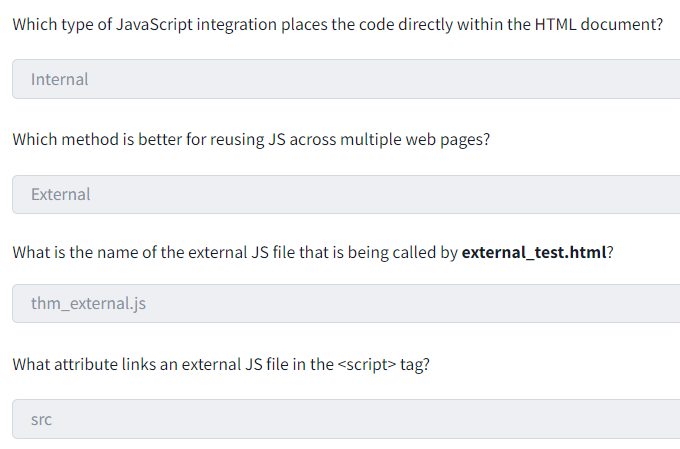 Which type of JavaScript integration places the code directly within the HTML document?
Internal
Which method is better for reusing JS across multiple web pages?
External
What is the name of the external JS file that is being called by external_test.html?
thm_external.js
What attribute links an external JS file in the <script> tag?
src